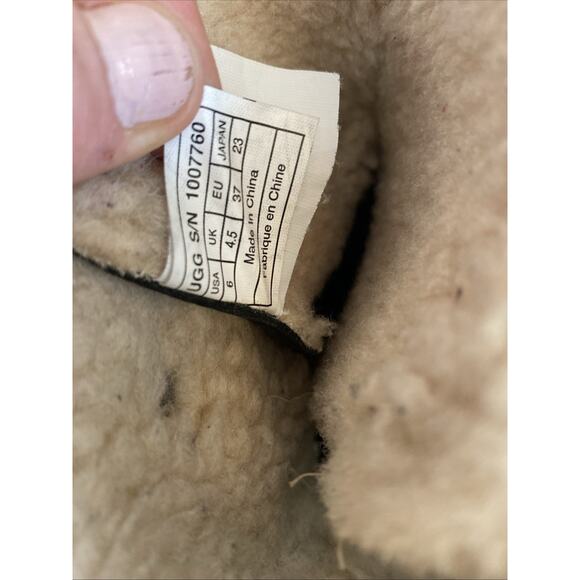 UGG S/N 1007760
USA UK EU JAPAN
6 4.5 37 23
Made in China
Fabrique en Chine